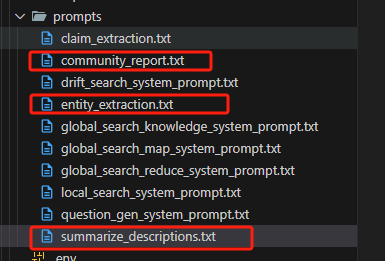 prompts
claim_extraction.txt
community_report.txt
drift_search_system_prompt.txt
entity_extraction.txt
global_search_knowledge_system_prompt.txt
global_search_map_system_prompt.txt
global_search_reduce_system_prompt.txt
local_search_system_prompt.txt
question_gen_system_prompt.txt
summarize_descriptions.txt
.env